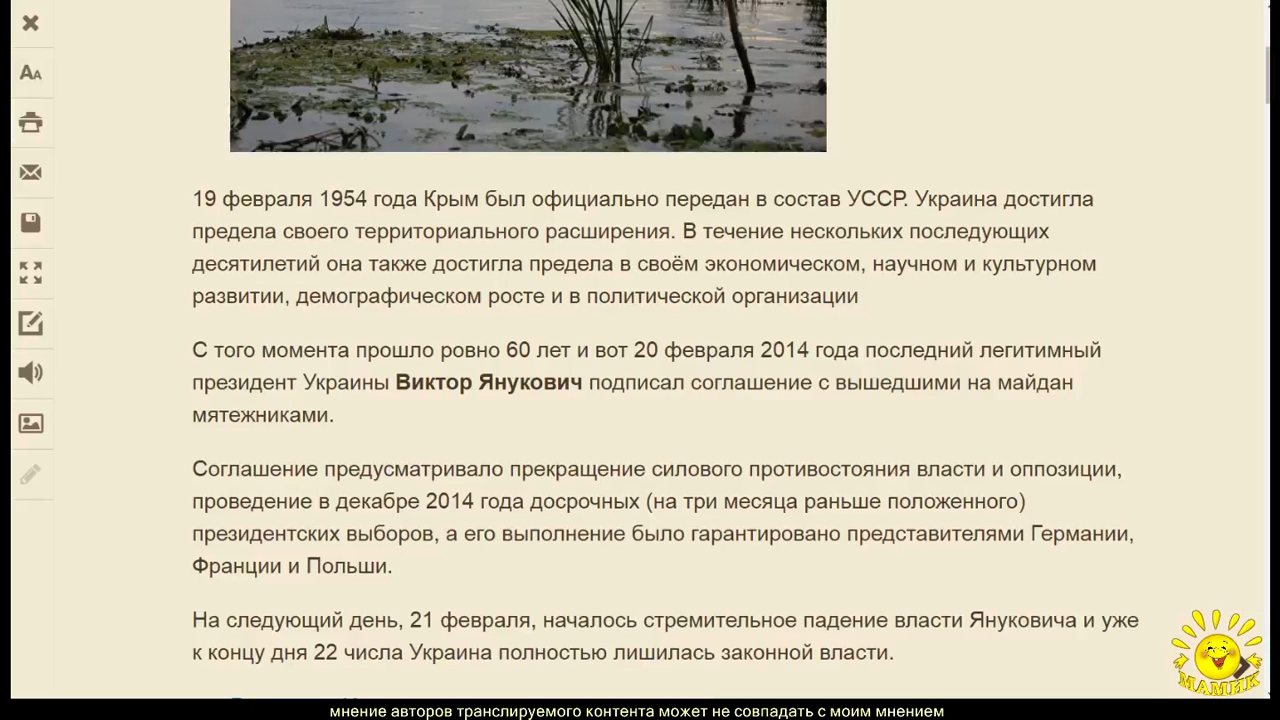 19 февраля 1954 года Крым был официально передан в состав УССР. Украина достигла
предела своего территориального расширения. В течение нескольких последующих
десятилетий она также достигла предела в своём экономическом, научном и культурном
развитии, демографическом росте и в политической организации
С того момента прошло ровно 60 лет и вот 20 февраля 2014 года последний легитимный
президент Украины Виктор Янукович подписал соглашение с вышедшими на майдан
мятежниками.
Соглашение предусматривало прекращение силового противостояния власти и оппозиции,
проведение в декабре 2014 года досрочных (на три месяца раньше положенного)
президентских выборов, а его выполнение было гарантировано представителями Германии,
Франции и Польши.
На следующий день, 21 февраля, началось стремительное падение власти Януковича и уже
к концу дня 22 числа Украина полностью лишилась законной власти.
МАМИК
мнение авторов транслируемого контента может не совпадать с моим мнением